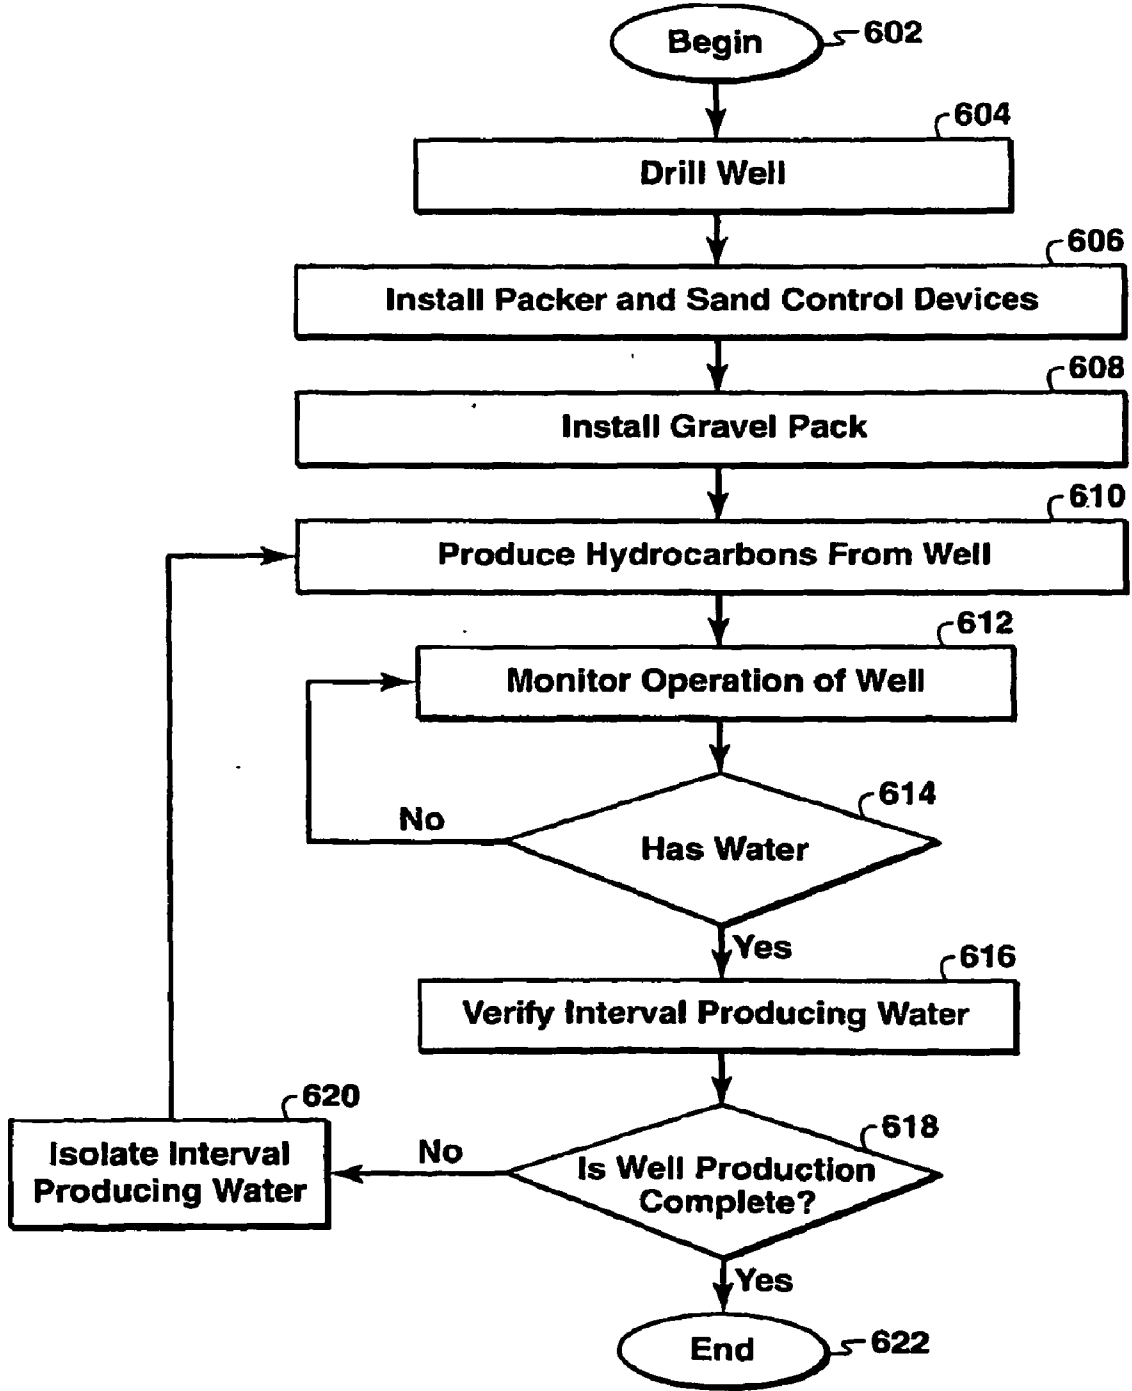 Begin
602
604
Drill Well
606
Install Packer and Sand Control Devices
608
Install Gravel Pack
610
Produce Hydrocarbons From Well
612
Monitor Operation of Well
614
No
Has Water
Yes
616
Verify Interval Producing Water
620
618
Isolate Interval
Producing Water
No
Is Well Production
Complete?
Yes
End
622